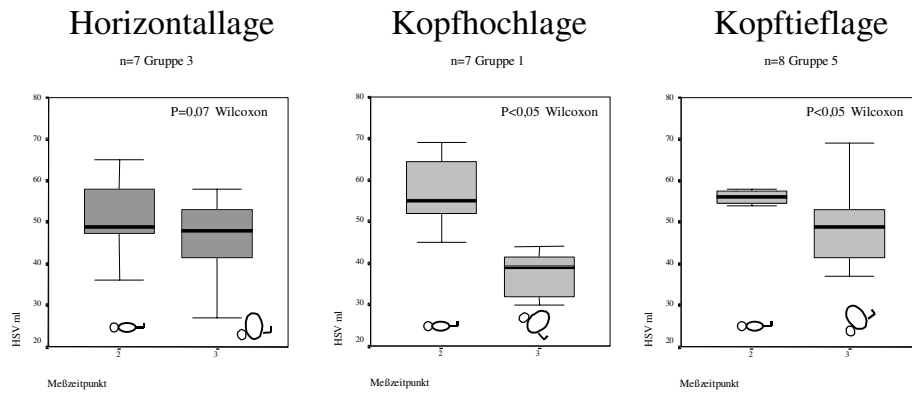 Horizontallage
n=7 Gruppe 3
P=0,07 Wilcoxon
80
70
60
50
40
30
20
HSV ml
2
3
Meßzeitpunkt
Kopfhochlage
n=7 Gruppe 1
P<0,05 Wilcoxon
80
70
60
50
40
30
20
HSV ml
2
3
Meßzeitpunkt
Kopftieflage
n=8 Gruppe 5
P<0,05 Wilcoxon
80
70
60
50
40
30
20
HSV ml
2
3
Meßzeitpunkt